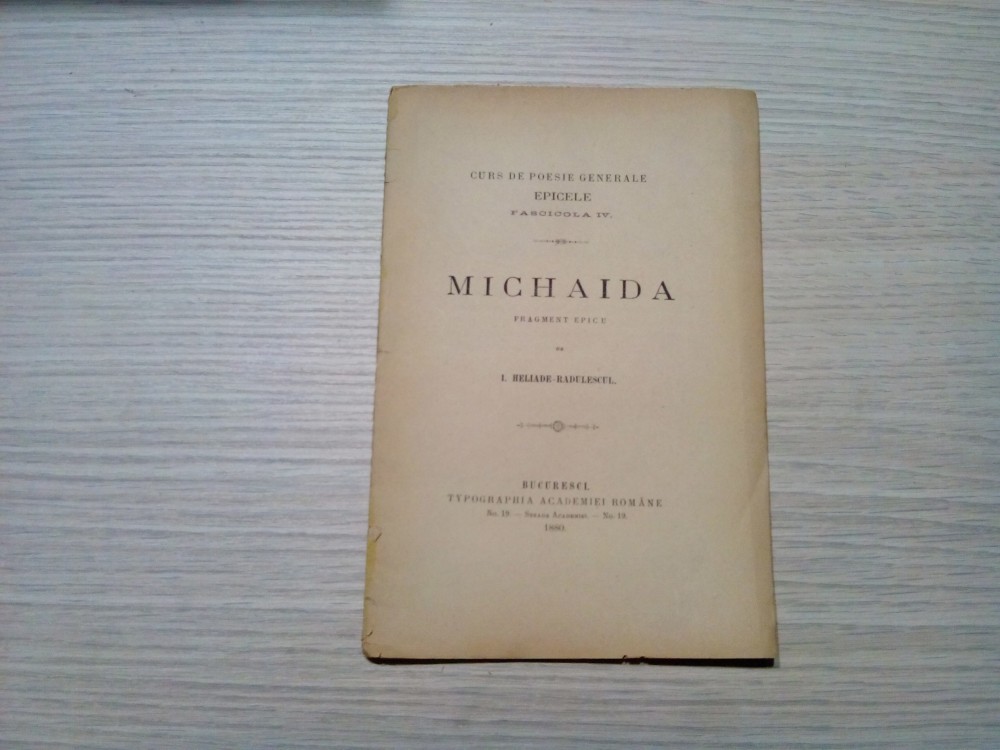 CURS DE POESIE GENERALE
EPICELE
FASCICOLA IV.
MICHAIDA
FRAGMENT EPICU
DE
I. HELIADE-RADULESCUL.
BUCURESCI,
TYPOGRAPHIA ACADEMIEI ROMÂNE
No. 19. — STRADA ACADEMIEI. — No. 19.
1880.